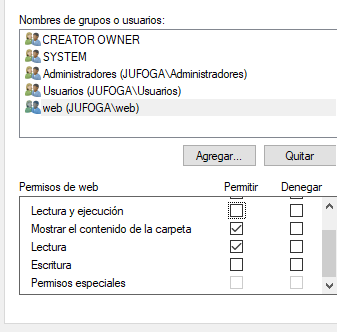 Nombres de grupos o usuarios:
CREATOR OWNER
SYSTEM
Administradores (JUFOGA\Administradores)
Usuarios (JUFOGA\Usuarios)
web (JUFOGA\web)
Agregar...
Quitar
Permisos de web
Permitir
Denegar
Lectura y ejecución
Mostrar el contenido de la carpeta
Lectura
Escritura
Permisos especiales